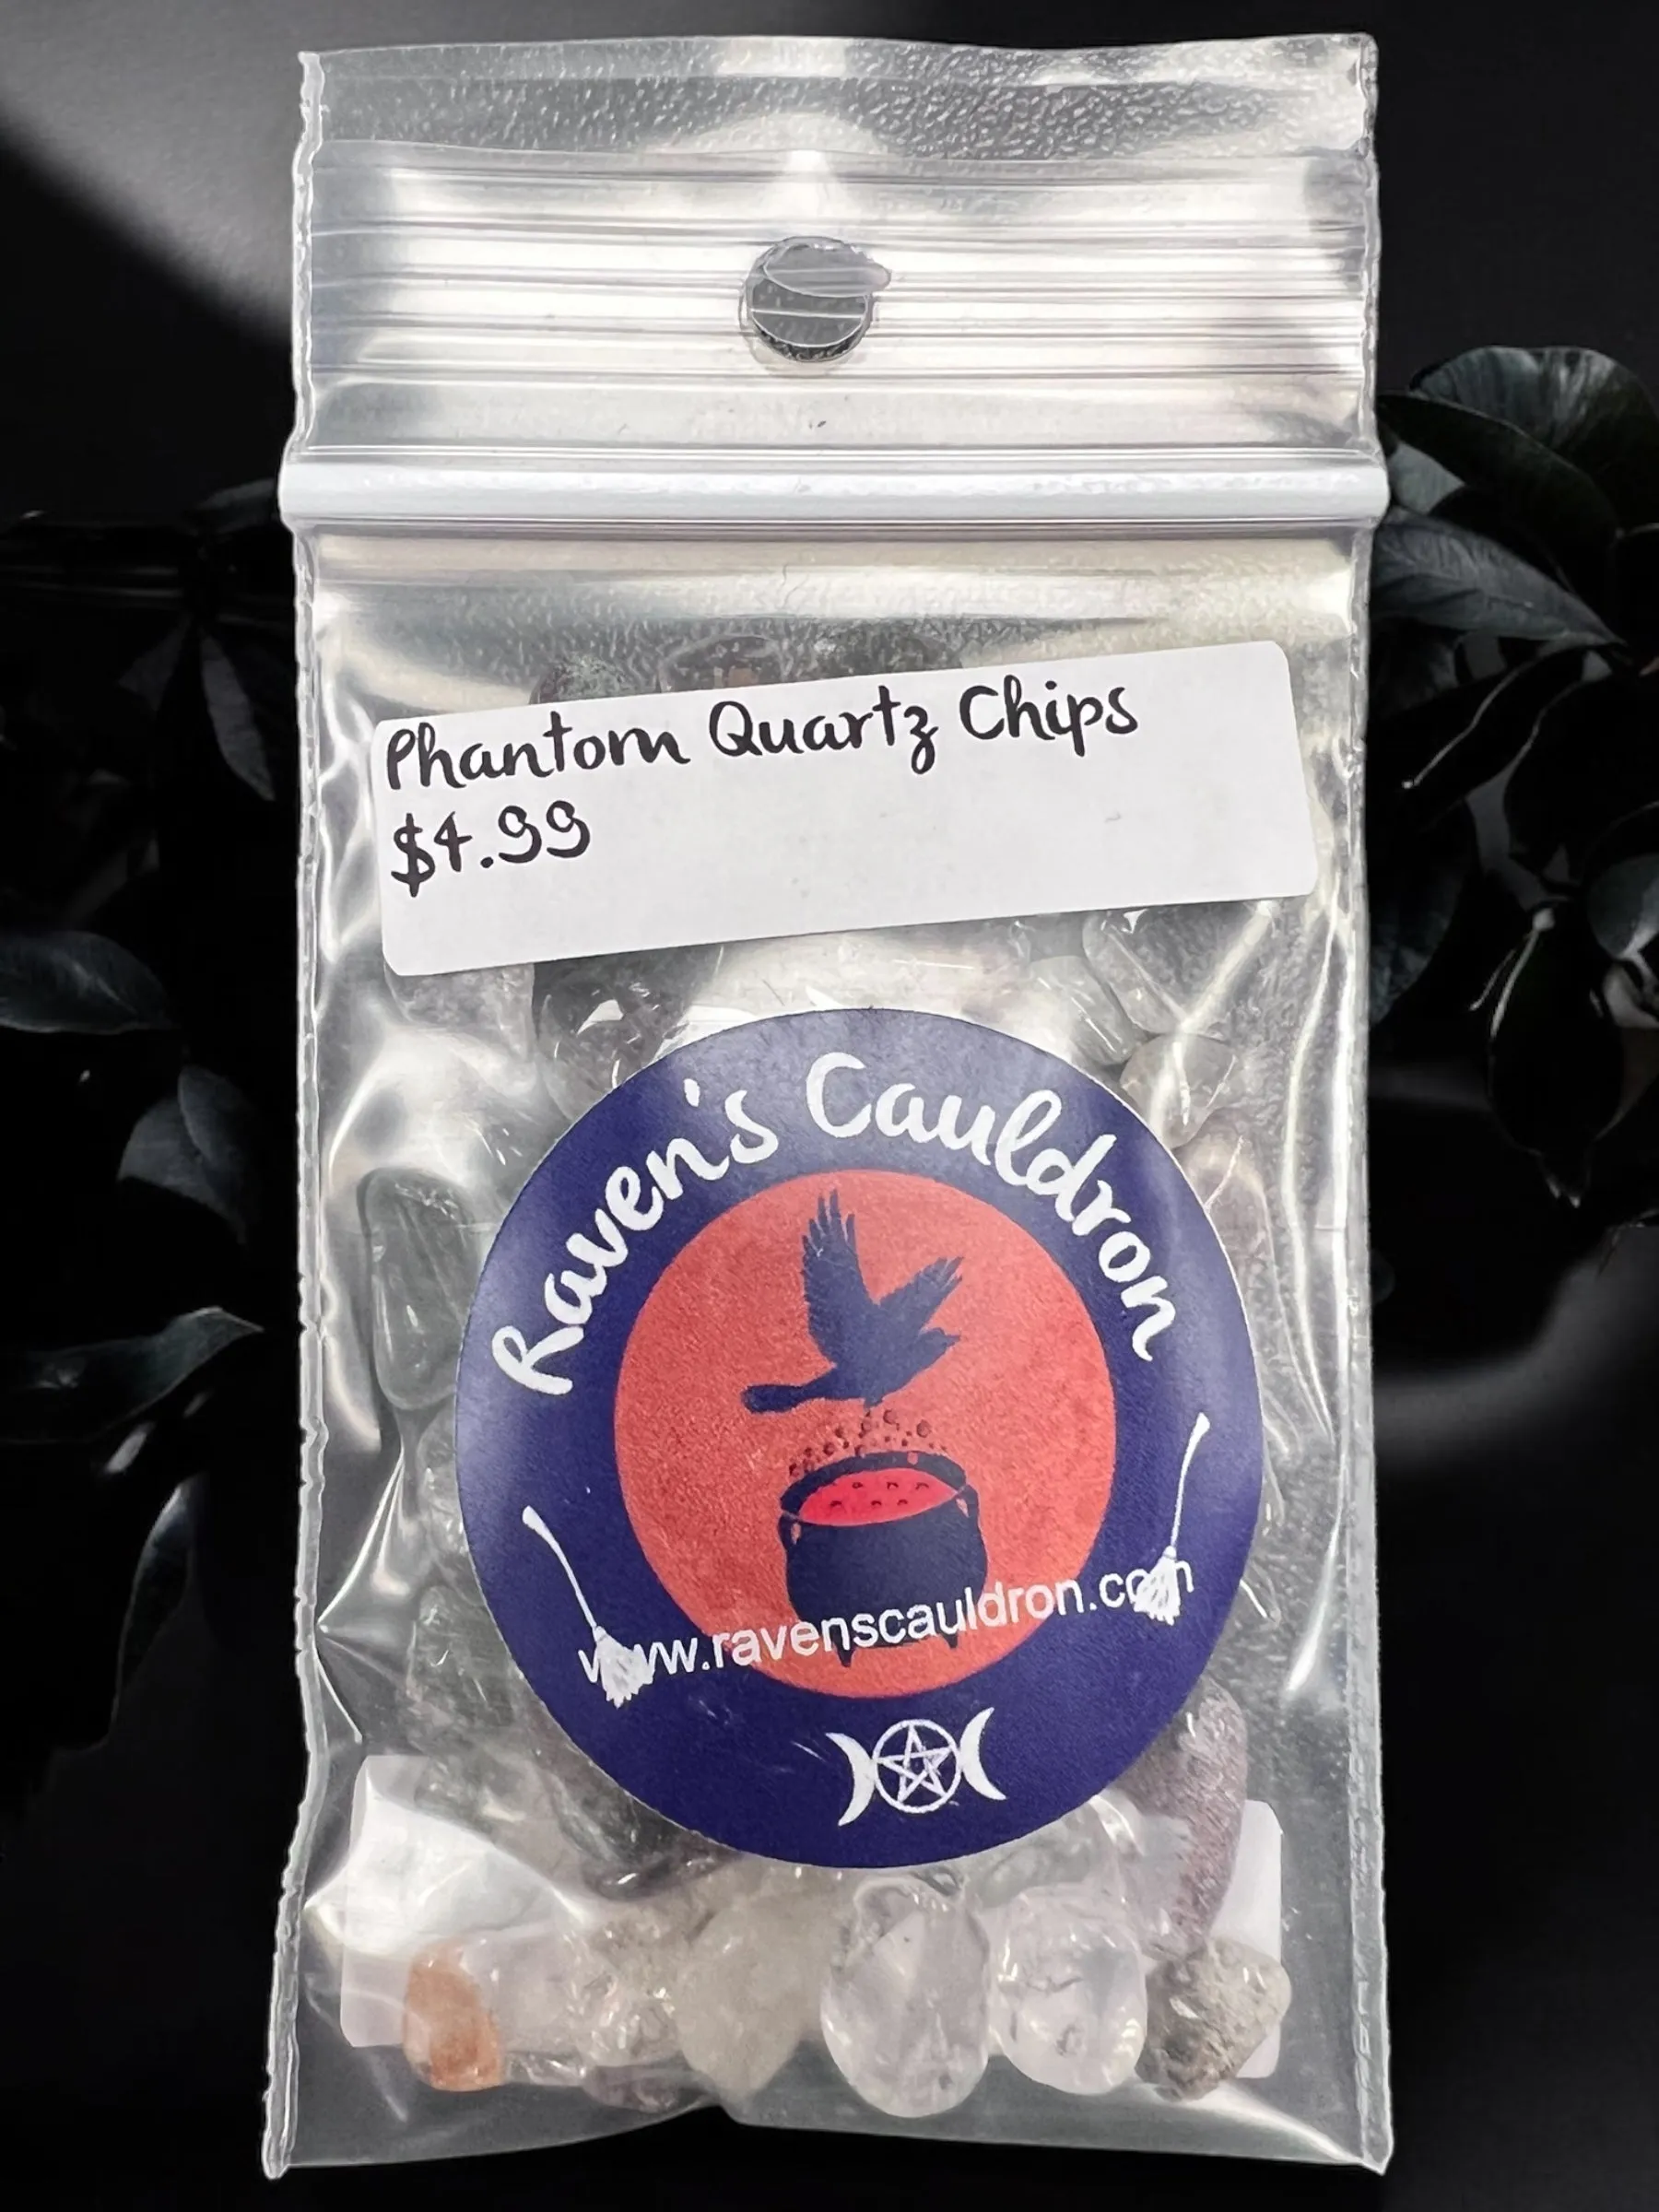 Phantom Quartz Chips
$4.99
Raven's Cauldron
www.ravenscauldron.com